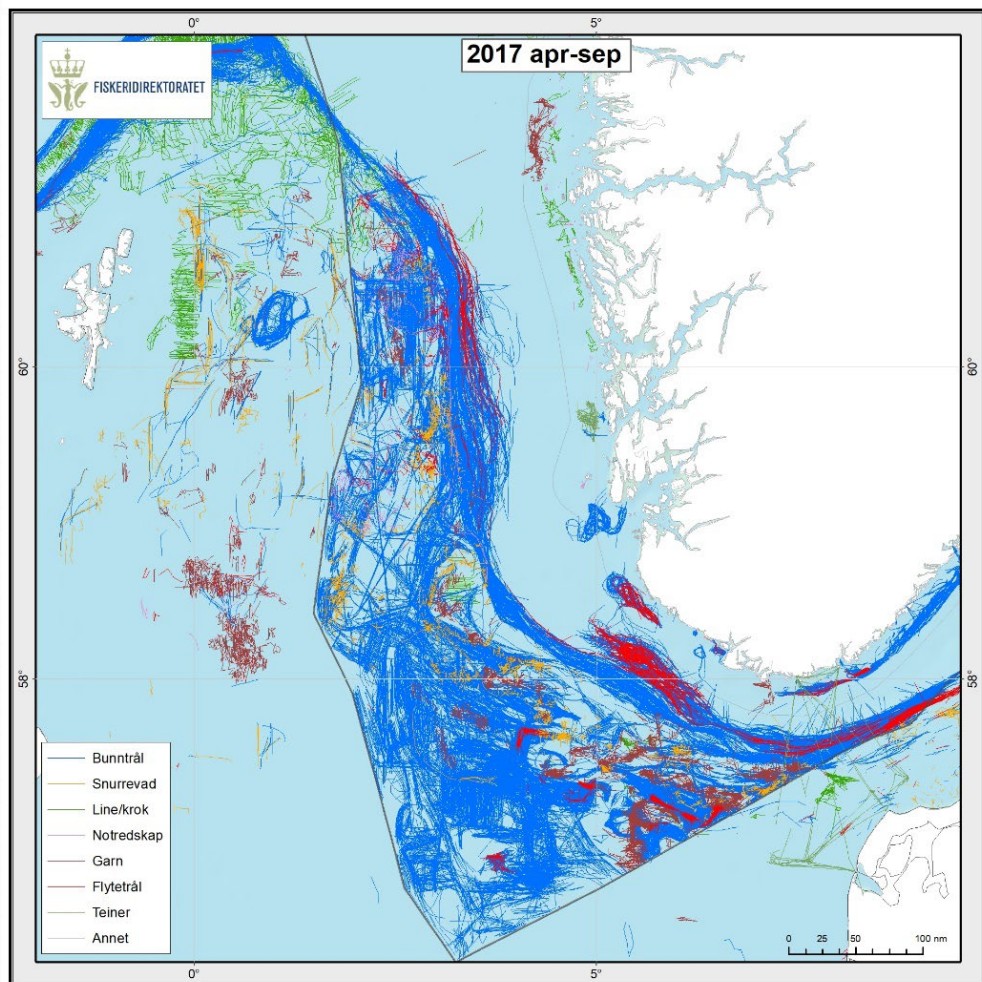 0°
5°
2017 apr-sep
FISKERIDIREKTORATET
60°
60°
58°
58°
Bunntrål
Snurrevad
Line/krok
Notredskap
Garn
Flytetrål
Teiner
Annet
0 25 50 100 nm
0°
5°